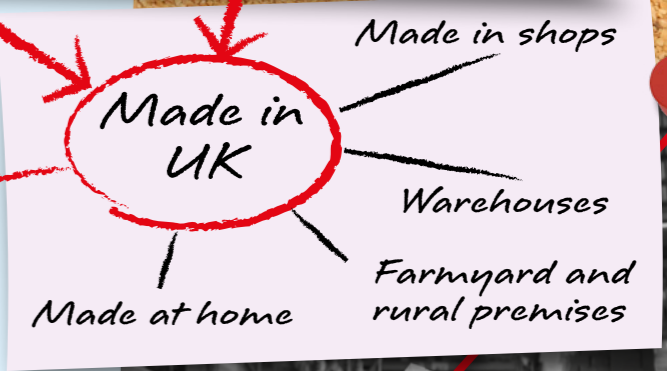 Made in shops
Made in
UK
Warehouses
Farmyard and
rural premises
Made at home